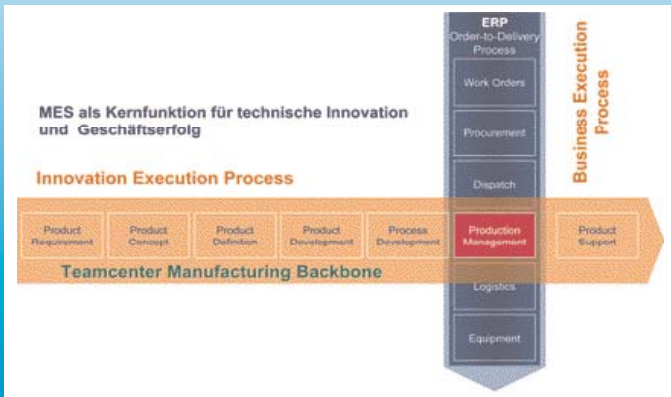 ERP
Order-to-Delivery
Process
Work Orders
Procurement
Dispatch
Business Execution
Process
MES als Kernfunktion für technische Innovation
und Geschäftserfolg
Innovation Execution Process
Product
Requirement
Product
Concept
Product
Definition
Product
Development
Process
Development
Production
Management
Product
Support
Teamcenter Manufacturing Backbone
Logistics
Equipment